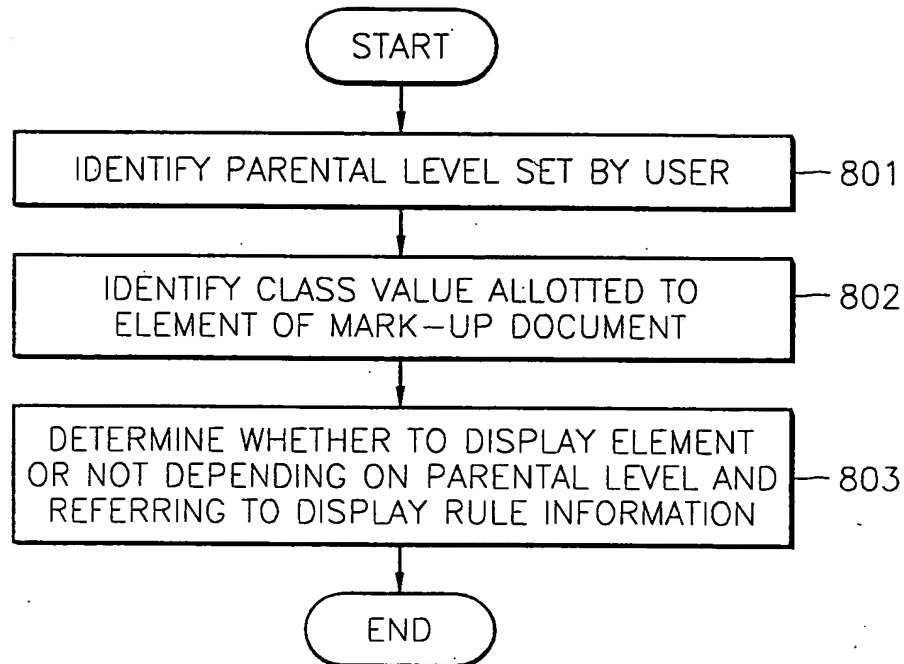 START
IDENTIFY PARENTAL LEVEL SET BY USER
801
IDENTIFY CLASS VALUE ALLOTTED TO
ELEMENT OF MARK-UP DOCUMENT
802
DETERMINE WHETHER TO DISPLAY ELEMENT
OR NOT DEPENDING ON PARENTAL LEVEL AND
REFERRING TO DISPLAY RULE INFORMATION
803
END